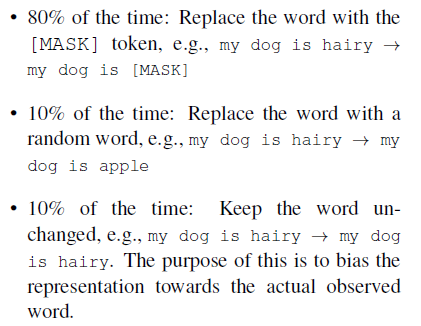 • 80% of the time: Replace the word with the
[MASK] token, e.g., my dog is hairy →
my dog is [MASK]
• 10% of the time: Replace the word with a
random word, e.g., my dog is hairy → my
dog is apple
• 10% of the time: Keep the word un-
changed, e.g., my dog is hairy → my dog
is hairy. The purpose of this is to bias the
representation towards the actual observed
word.